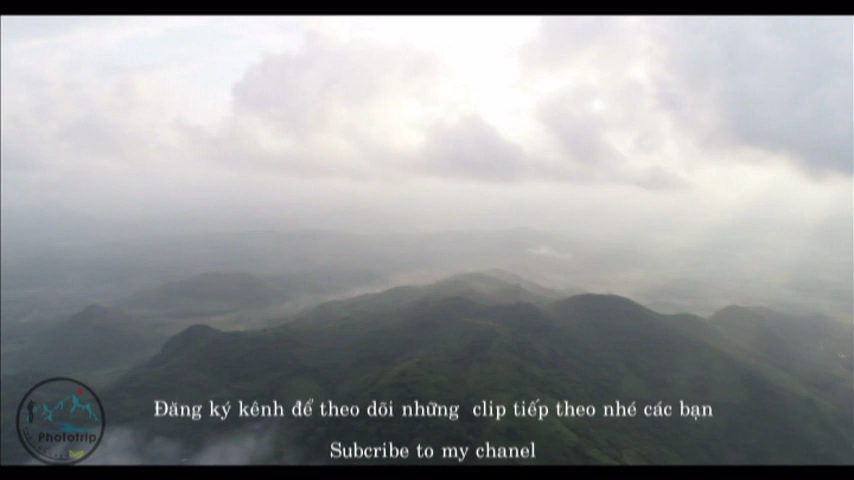 Đăng ký kênh để theo dõi những clip tiếp theo nhé các bạn
Subcribe to my chanel
Phototrip